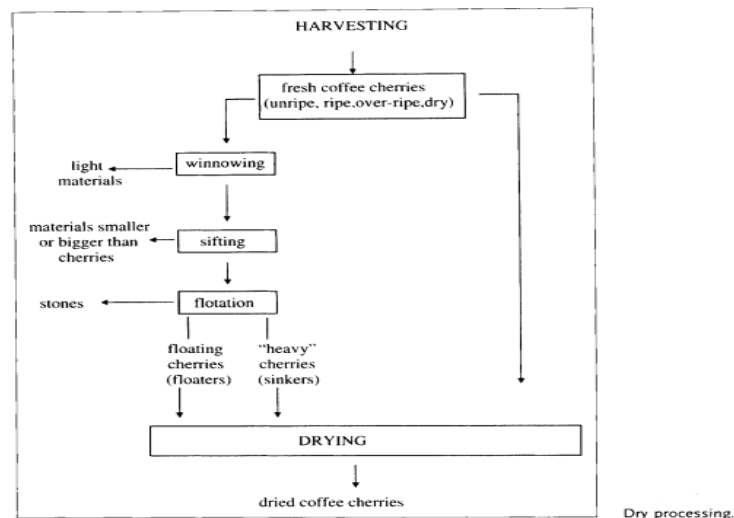 HARVESTING
fresh coffee cherries
(unripe, ripe,over-ripe,dry)
winnowing
light
materials
materials smaller
or bigger than
cherries
sifting
stones
flotation
floating
cherries
(floaters)
"heavy"
cherries
(sinkers)
DRYING
dried coffee cherries
Dry processing.